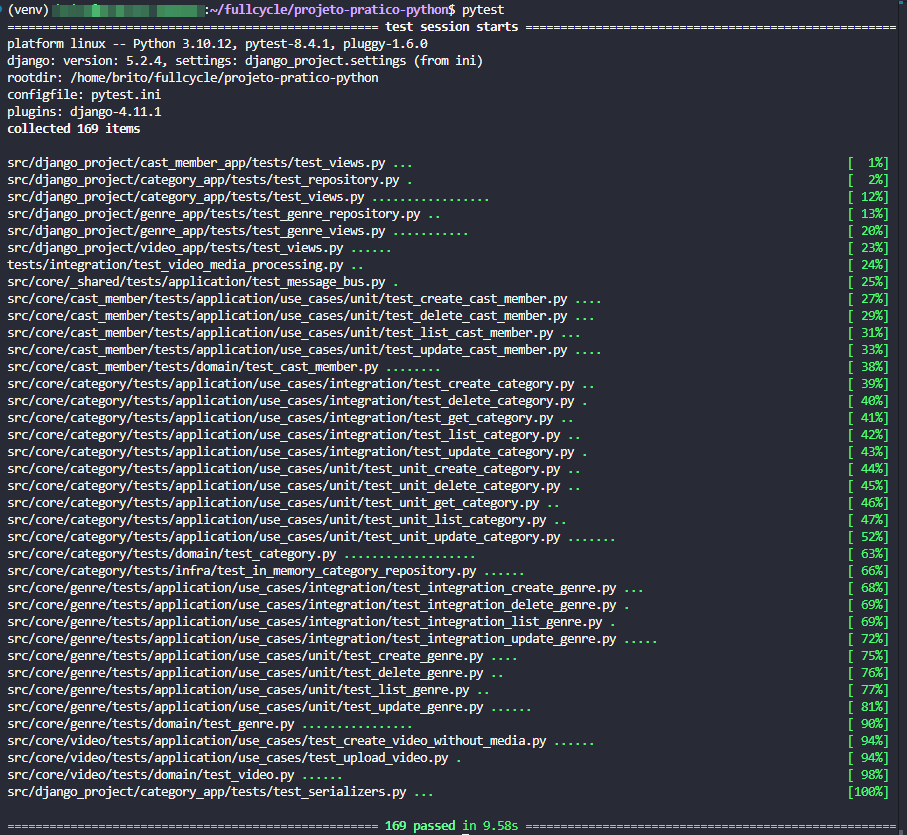 (venv) :~/fullcycle/projeto-pratico-python$ pytest
================================================== test session starts ==================================================
platform linux -- Python 3.10.12, pytest-8.4.1, pluggy-1.6.0
django: version: 5.2.4, settings: django_project.settings (from ini)
rootdir: /home/brito/fullcycle/projeto-pratico-python
configfile: pytest.ini
plugins: django-4.11.1
collected 169 items
src/django_project/cast_member_app/tests/test_views.py ... [ 1%]
src/django_project/category_app/tests/test_repository.py . [ 2%]
src/django_project/category_app/tests/test_views.py ................. [ 12%]
src/django_project/genre_app/tests/test_genre_repository.py .. [ 13%]
src/django_project/genre_app/tests/test_genre_views.py ........... [ 20%]
src/django_project/video_app/tests/test_views.py ...... [ 23%]
tests/integration/test_video_media_processing.py .. [ 24%]
src/core/_shared/tests/application/test_message_bus.py . [ 25%]
src/core/cast_member/tests/application/use_cases/unit/test_create_cast_member.py .... [ 27%]
src/core/cast_member/tests/application/use_cases/unit/test_delete_cast_member.py ... [ 29%]
src/core/cast_member/tests/application/use_cases/unit/test_list_cast_member.py ... [ 31%]
src/core/cast_member/tests/application/use_cases/unit/test_update_cast_member.py .... [ 33%]
src/core/cast_member/tests/domain/test_cast_member.py ........ [ 38%]
src/core/category/tests/application/use_cases/integration/test_create_category.py .. [ 39%]
src/core/category/tests/application/use_cases/integration/test_delete_category.py . [ 40%]
src/core/category/tests/application/use_cases/integration/test_get_category.py .. [ 41%]
src/core/category/tests/application/use_cases/integration/test_list_category.py .. [ 42%]
src/core/category/tests/application/use_cases/integration/test_update_category.py . [ 43%]
src/core/category/tests/application/use_cases/unit/test_unit_create_category.py .. [ 44%]
src/core/category/tests/application/use_cases/unit/test_unit_delete_category.py .. [ 45%]
src/core/category/tests/application/use_cases/unit/test_unit_get_category.py .. [ 46%]
src/core/category/tests/application/use_cases/unit/test_unit_list_category.py .. [ 47%]
src/core/category/tests/application/use_cases/unit/test_unit_update_category.py ....... [ 52%]
src/core/category/tests/domain/test_category.py ................... [ 63%]
src/core/category/tests/infra/test_in_memory_category_repository.py ...... [ 66%]
src/core/genre/tests/application/use_cases/integration/test_integration_create_genre.py ... [ 68%]
src/core/genre/tests/application/use_cases/integration/test_integration_delete_genre.py . [ 69%]
src/core/genre/tests/application/use_cases/integration/test_integration_list_genre.py . [ 69%]
src/core/genre/tests/application/use_cases/integration/test_integration_update_genre.py ..... [ 72%]
src/core/genre/tests/application/use_cases/unit/test_create_genre.py .... [ 75%]
src/core/genre/tests/application/use_cases/unit/test_delete_genre.py .. [ 76%]
src/core/genre/tests/application/use_cases/unit/test_list_genre.py .. [ 77%]
src/core/genre/tests/application/use_cases/unit/test_update_genre.py ...... [ 81%]
src/core/genre/tests/domain/test_genre.py ................ [ 90%]
src/core/video/tests/application/use_cases/test_create_video_without_media.py ...... [ 94%]
src/core/video/tests/application/use_cases/test_upload_video.py . [ 94%]
src/core/video/tests/domain/test_video.py ...... [ 98%]
src/django_project/category_app/tests/test_serializers.py ... [100%]
================================================== 169 passed in 9.58s ==================================================